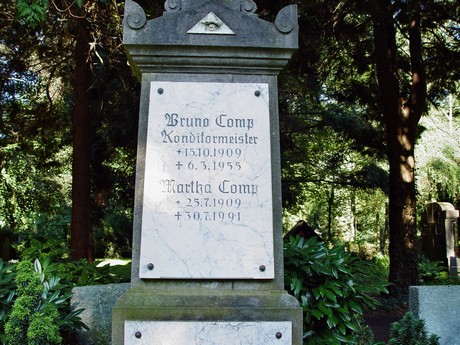 Bruno Comp
Konditormeister
* 15.10.1909
✝ 6.3.1955
Martha Comp
* 25.7.1909
✝ 30.7.1991